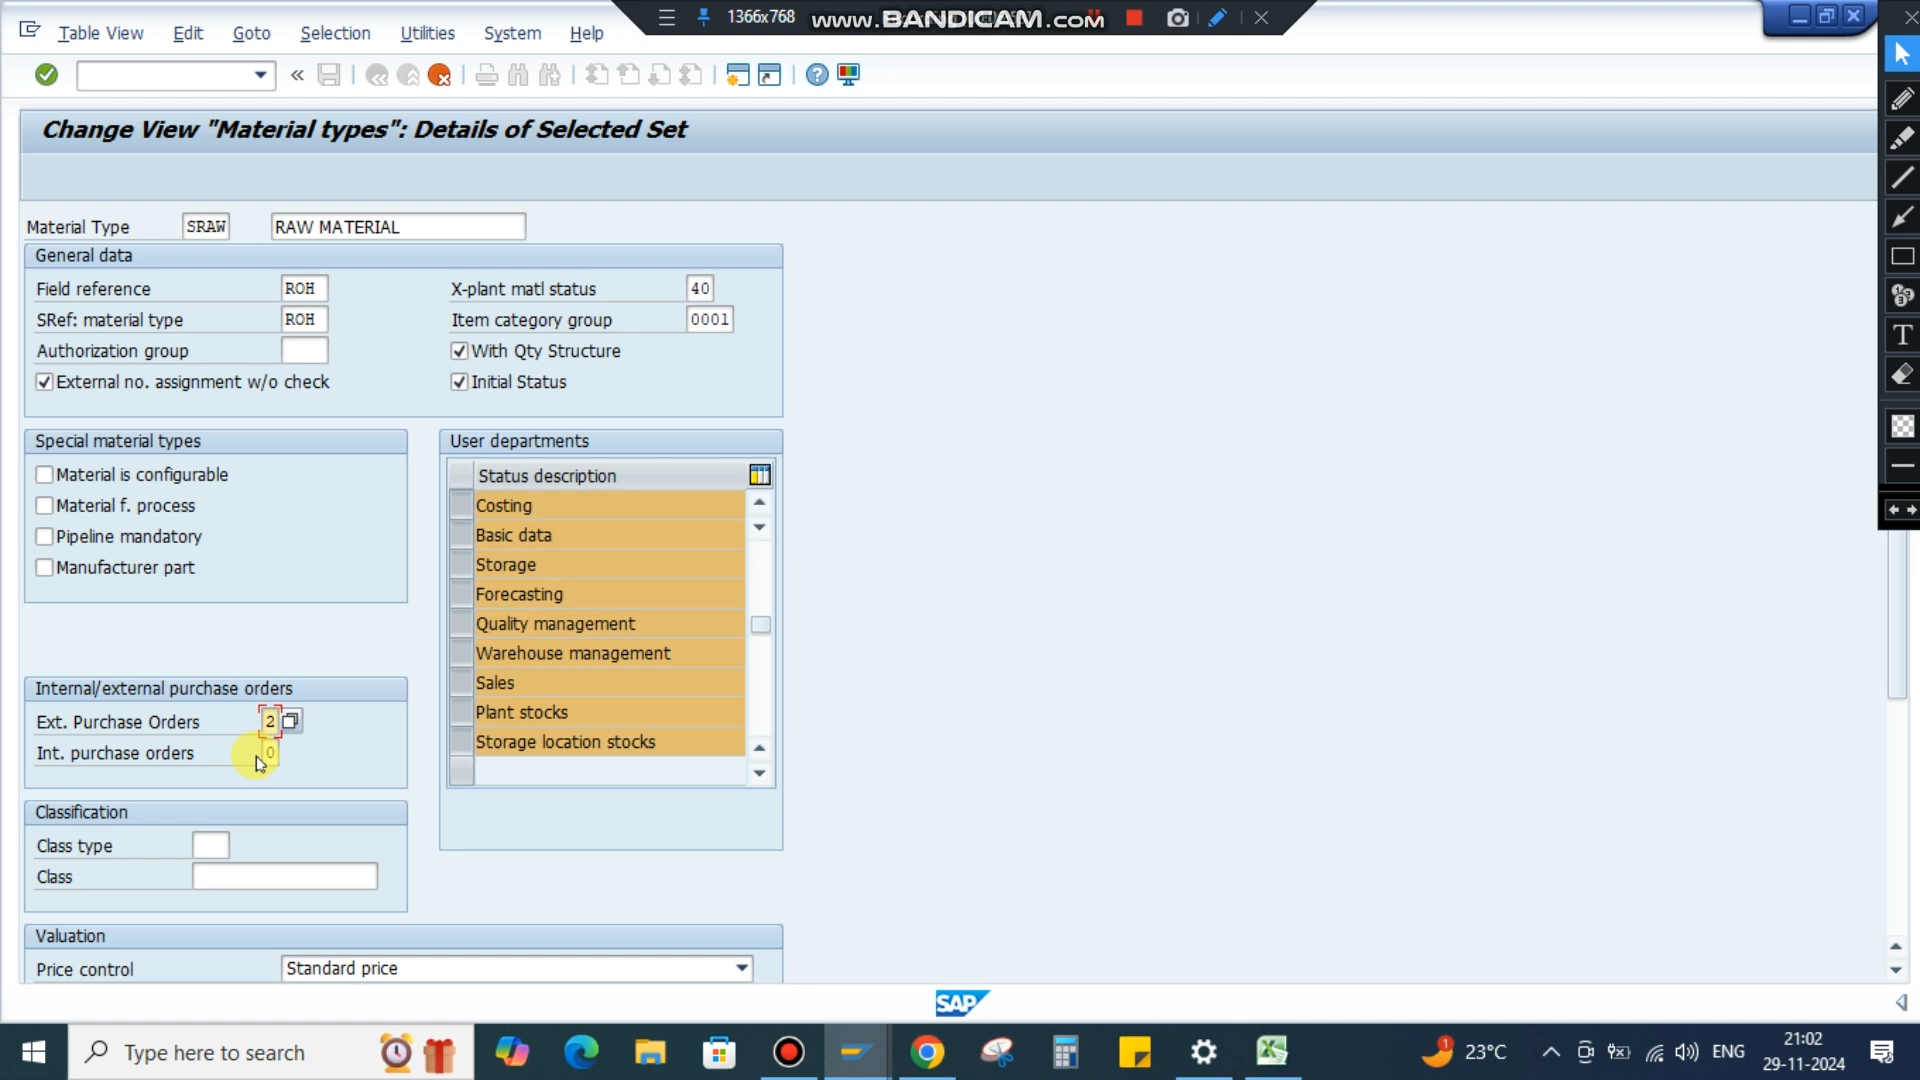 1366x768
www.BANDICAM.com
Table View Edit Goto Selection Utilities System Help
Change View "Material types": Details of Selected Set
Material Type SRAW RAW MATERIAL
General data
Field reference ROH X-plant matl status 40
SRef: material type ROH Item category group 0001
Authorization group With Qty Structure
External no. assignment w/o check Initial Status
Special material types
Material is configurable
Material f. process
Pipeline mandatory
Manufacturer part
User departments
Status description
Costing
Basic data
Storage
Forecasting
Quality management
Warehouse management
Sales
Plant stocks
Storage location stocks
Internal/external purchase orders
Ext. Purchase Orders 2
Int. purchase orders 0
Classification
Class type
Class
Valuation
Price control Standard price
SAP
Type here to search
1
23°C
ENG
21:02
29-11-2024